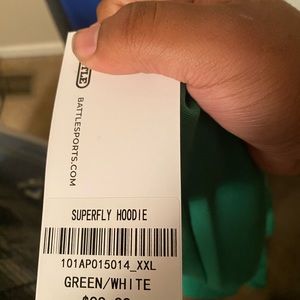 BATTLESPORTS.COM
SUPERFLY HOODIE
101AP015014_XXL
GREEN/WHITE